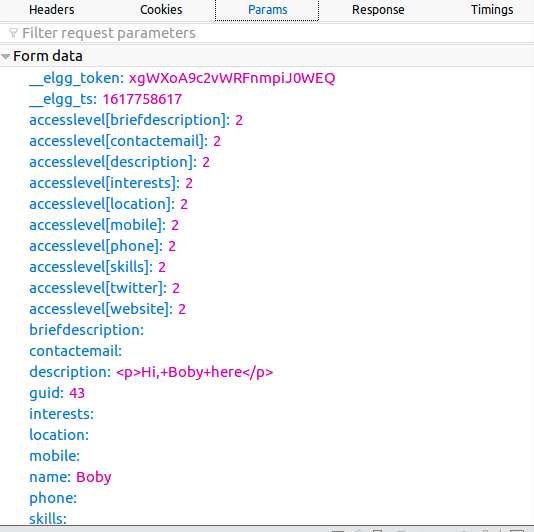 Headers Cookies Params Response Timings
Filter request parameters
Form data
__elgg_token: xgWXoA9c2vWRFnmpiJ0WEQ
__elgg_ts: 1617758617
accesslevel[briefdescription]: 2
accesslevel[contactemail]: 2
accesslevel[description]: 2
accesslevel[interests]: 2
accesslevel[location]: 2
accesslevel[mobile]: 2
accesslevel[phone]: 2
accesslevel[skills]: 2
accesslevel[twitter]: 2
accesslevel[website]: 2
briefdescription:
contactemail:
description: <p>Hi,+Boby+here</p>
guid: 43
interests:
location:
mobile:
name: Boby
phone:
skills: